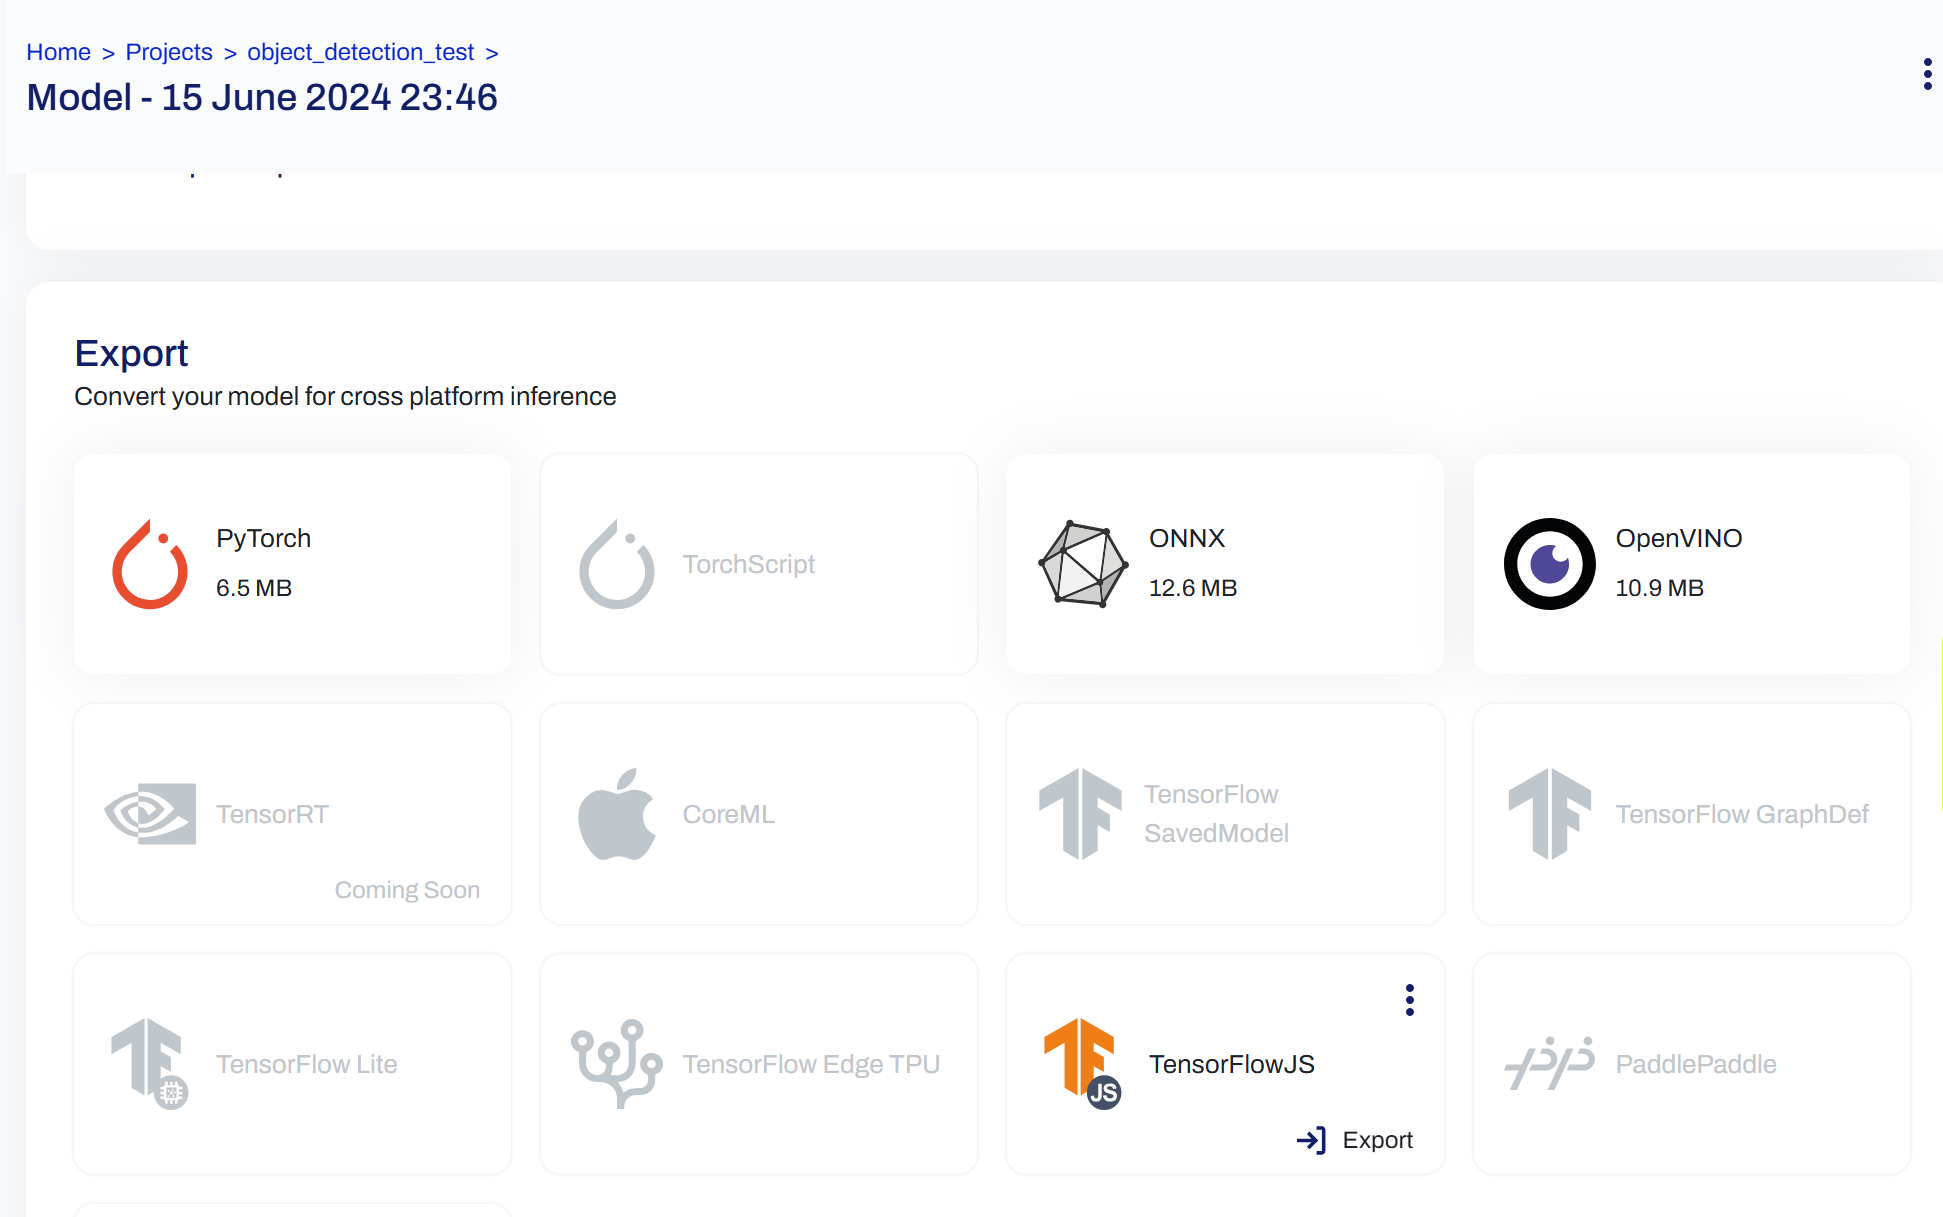 Home > Projects > object_detection_test >
Model - 15 June 2024 23:46
Export
Convert your model for cross platform inference
PyTorch
6.5 MB
TorchScript
ONNX
12.6 MB
OpenVINO
10.9 MB
TensorRT
Coming Soon
CoreML
TensorFlow
SavedModel
TensorFlow GraphDef
TensorFlow Lite
TensorFlow Edge TPU
JS
TensorFlowJS
Export
PaddlePaddle